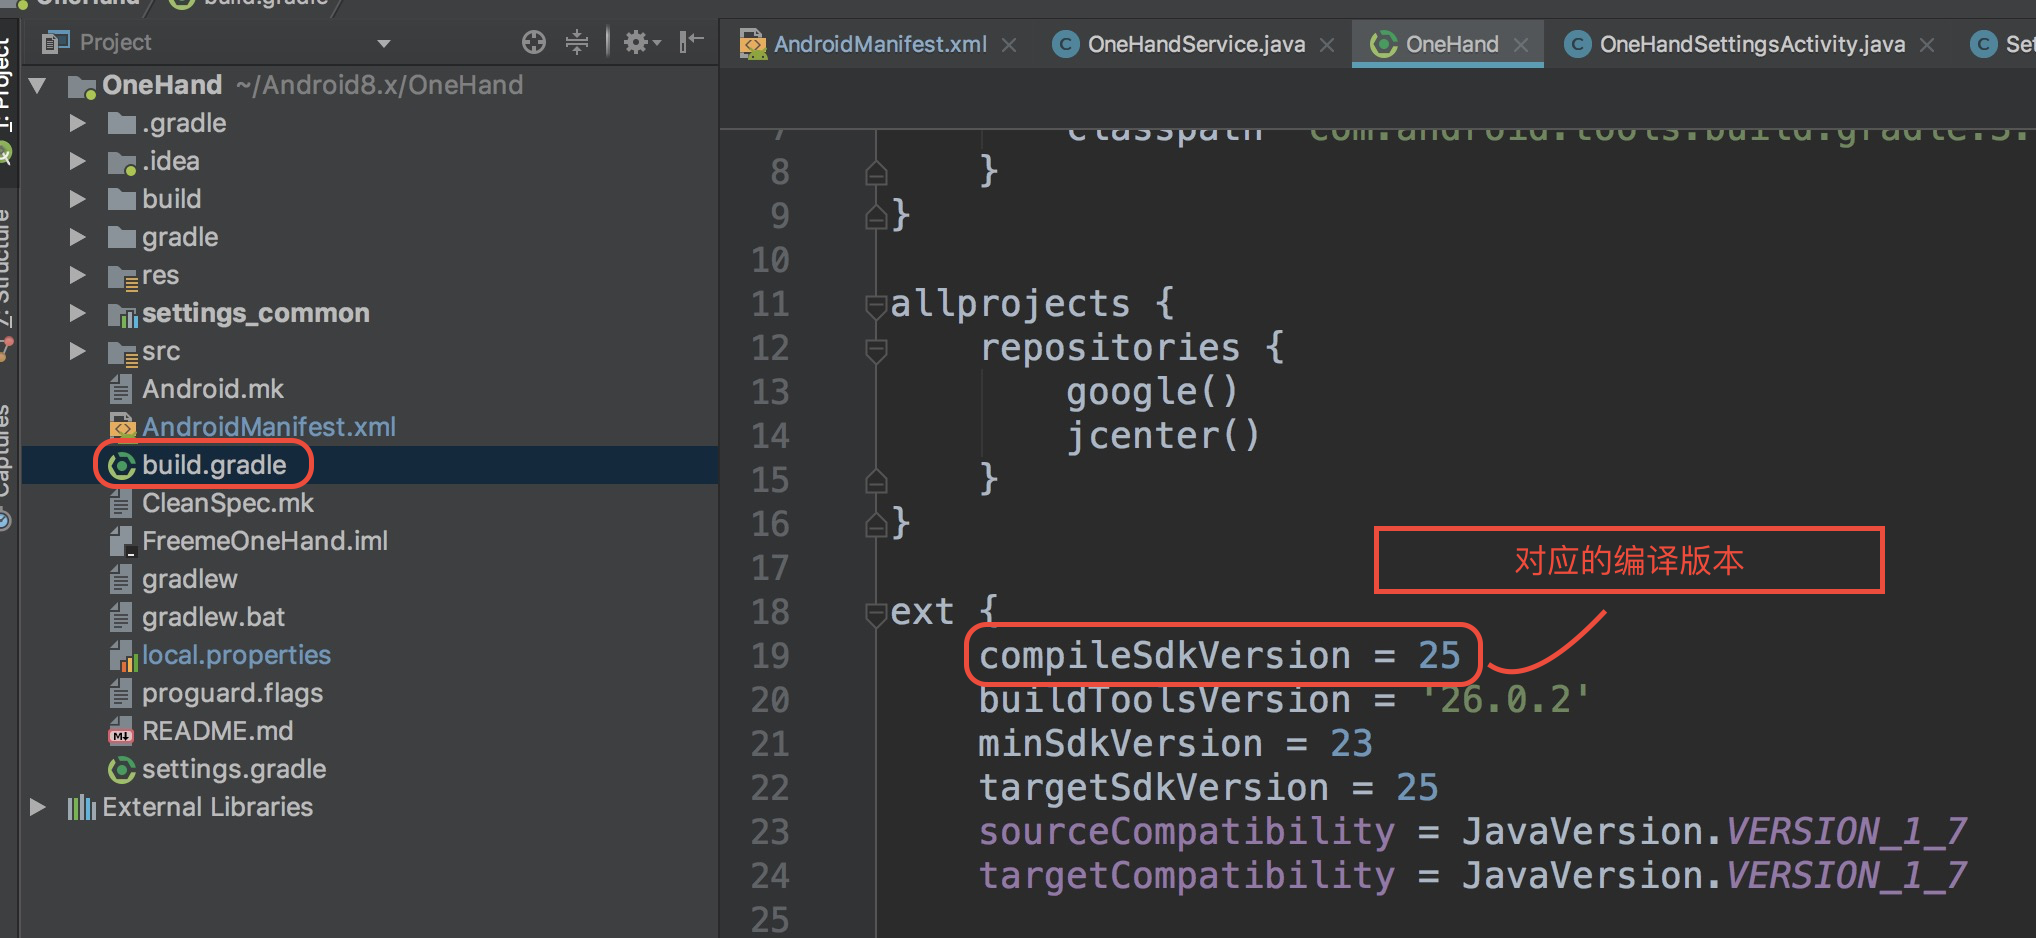 OneHand build.gradle
1: Project
Project
AndroidManifest.xml OneHandService.java OneHand OneHandSettingsActivity.java Set
OneHand ~/Android8.x/OneHand
.gradle
.idea
build
gradle
res
settings_common
src
Android.mk
AndroidManifest.xml
build.gradle
CleanSpec.mk
FreemeOneHand.iml
gradlew
gradlew.bat
local.properties
proguard.flags
README.md
settings.gradle
External Libraries
Z: Structure
Captures
7 classpath 'com.android.tools.build:gradle:3.
8 }
9 }
10
11 allprojects {
12 repositories {
13 google()
14 jcenter()
15 }
16 }
17
对应的编译版本
18 ext {
19 compileSdkVersion = 25
20 buildToolsVersion = '26.0.2'
21 minSdkVersion = 23
22 targetSdkVersion = 25
23 sourceCompatibility = JavaVersion.VERSION_1_7
24 targetCompatibility = JavaVersion.VERSION_1_7
25